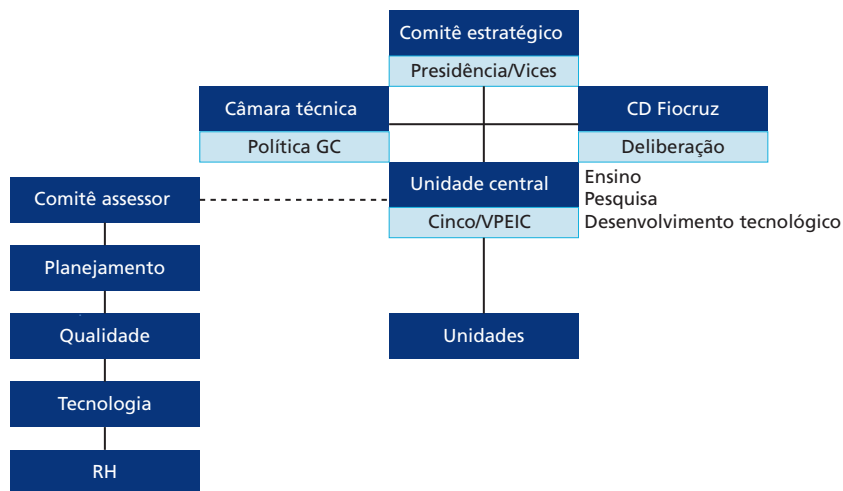 Comitê estratégico
Presidência/Vices
Câmara técnica
Política GC
CD Fiocruz
Deliberação
Unidade central
Cinco/VPEIC
Ensino
Pesquisa
Desenvolvimento tecnológico
Comitê assessor
Planejamento
Qualidade
Tecnologia
RH
Unidades